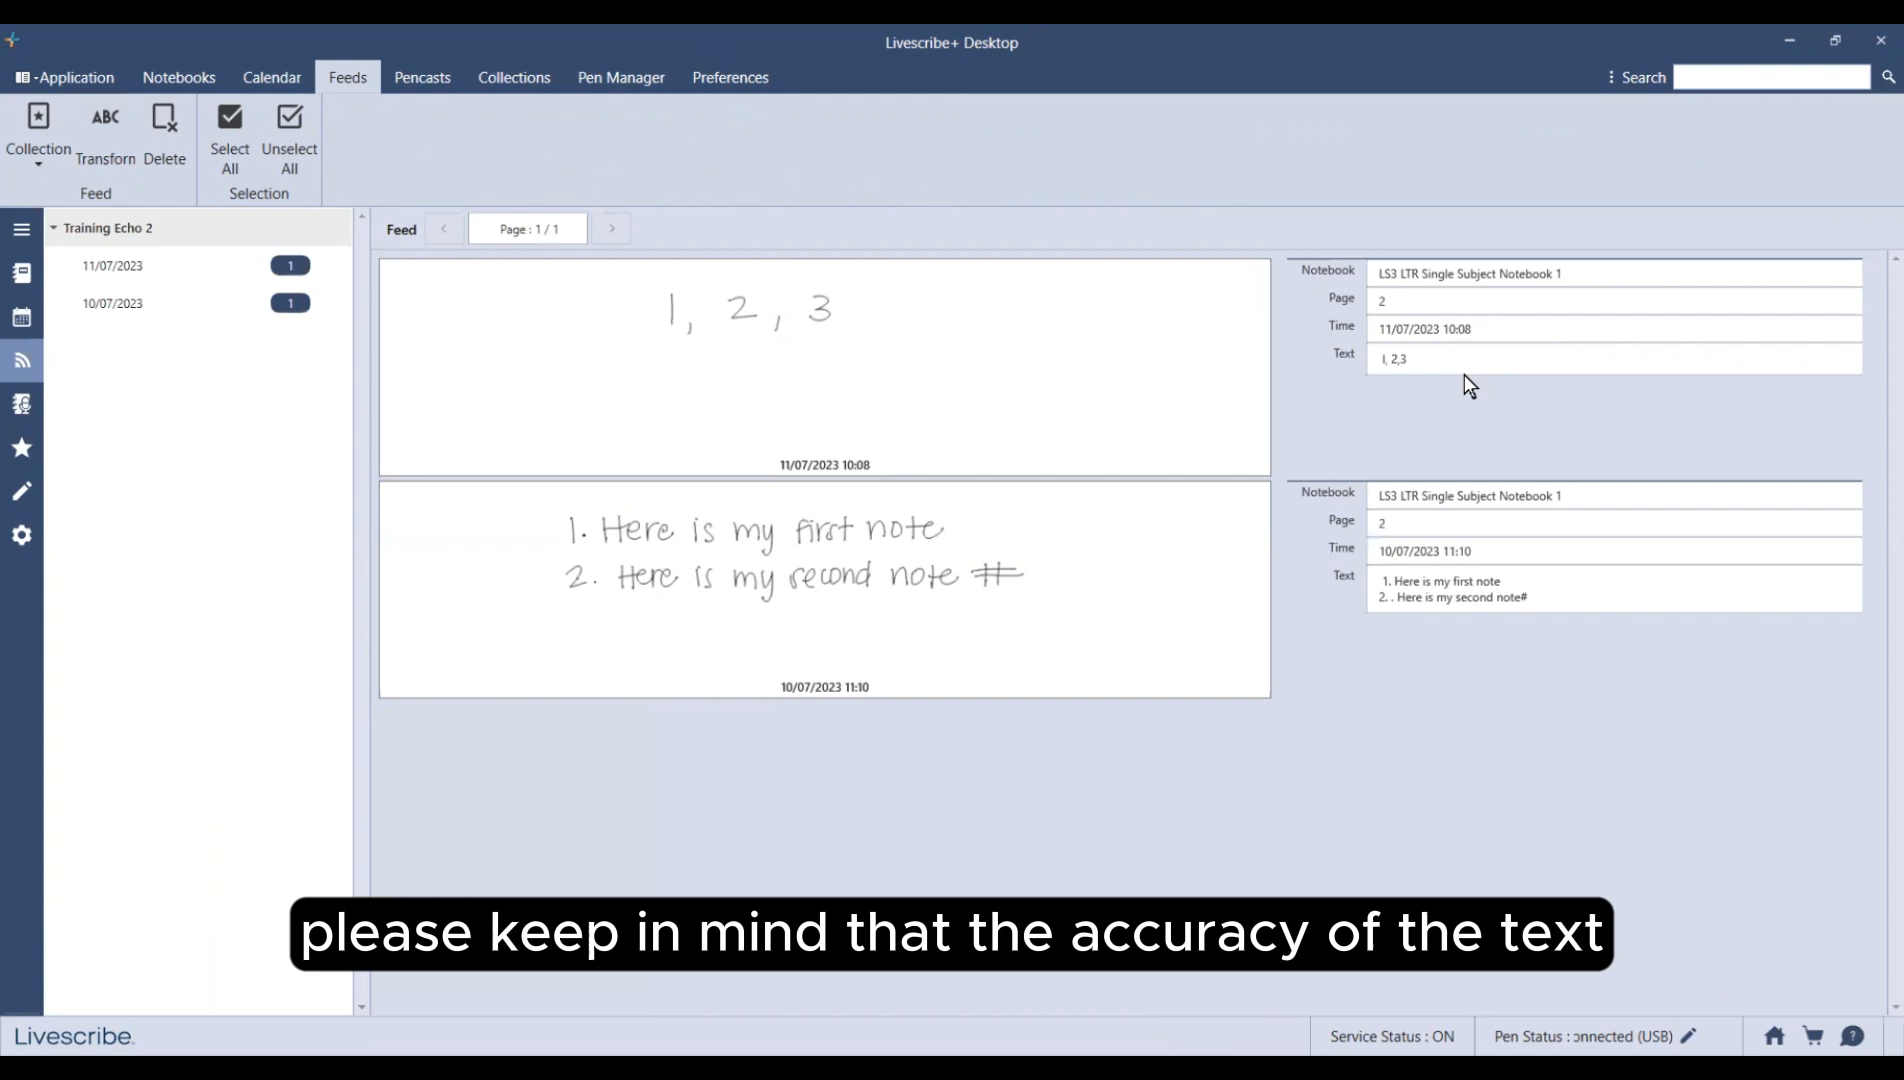 Livescribe+ Desktop
-Application Notebooks Calendar Feeds Pencasts Collections Pen Manager Preferences
Search
Collection
ABC Transforn
Delete
Feed
Select All
Unselect All
Selection
Training Echo 2
11/07/2023 1
10/07/2023 1
Feed < Page : 1 / 1 >
1, 2, 3
11/07/2023 10:08
Notebook LS3 LTR Single Subject Notebook 1
Page 2
Time 11/07/2023 10:08
Text I, 2,3
1. Here is my first note
2. Here is my second note #
10/07/2023 11:10
Notebook LS3 LTR Single Subject Notebook 1
Page 2
Time 10/07/2023 11:10
Text 1. Here is my first note
2. . Here is my second note#
please keep in mind that the accuracy of the text
Livescribe.
Service Status : ON
Pen Status : onnected (USB)
?